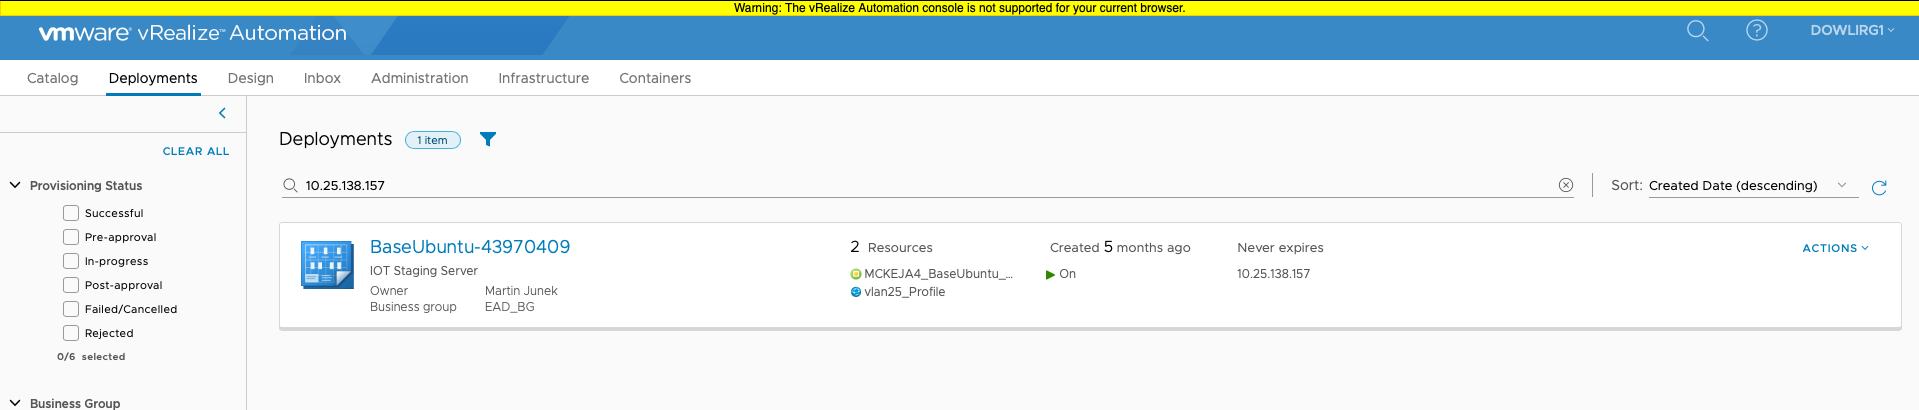 Warning: The vRealize Automation console is not supported for your current browser.
vmware vRealize™ Automation
DOWLIRG1
Catalog Deployments Design Inbox Administration Infrastructure Containers
CLEAR ALL
Provisioning Status
Successful
Pre-approval
In-progress
Post-approval
Failed/Cancelled
Rejected
0/6 selected
Business Group
Deployments 1 item
10.25.138.157
Sort: Created Date (descending)
BaseUbuntu-43970409
IOT Staging Server
Owner Martin Junek
Business group EAD_BG
2 Resources Created 5 months ago Never expires ACTIONS
MCKEJA4_BaseUbuntu_... On 10.25.138.157
vlan25_Profile